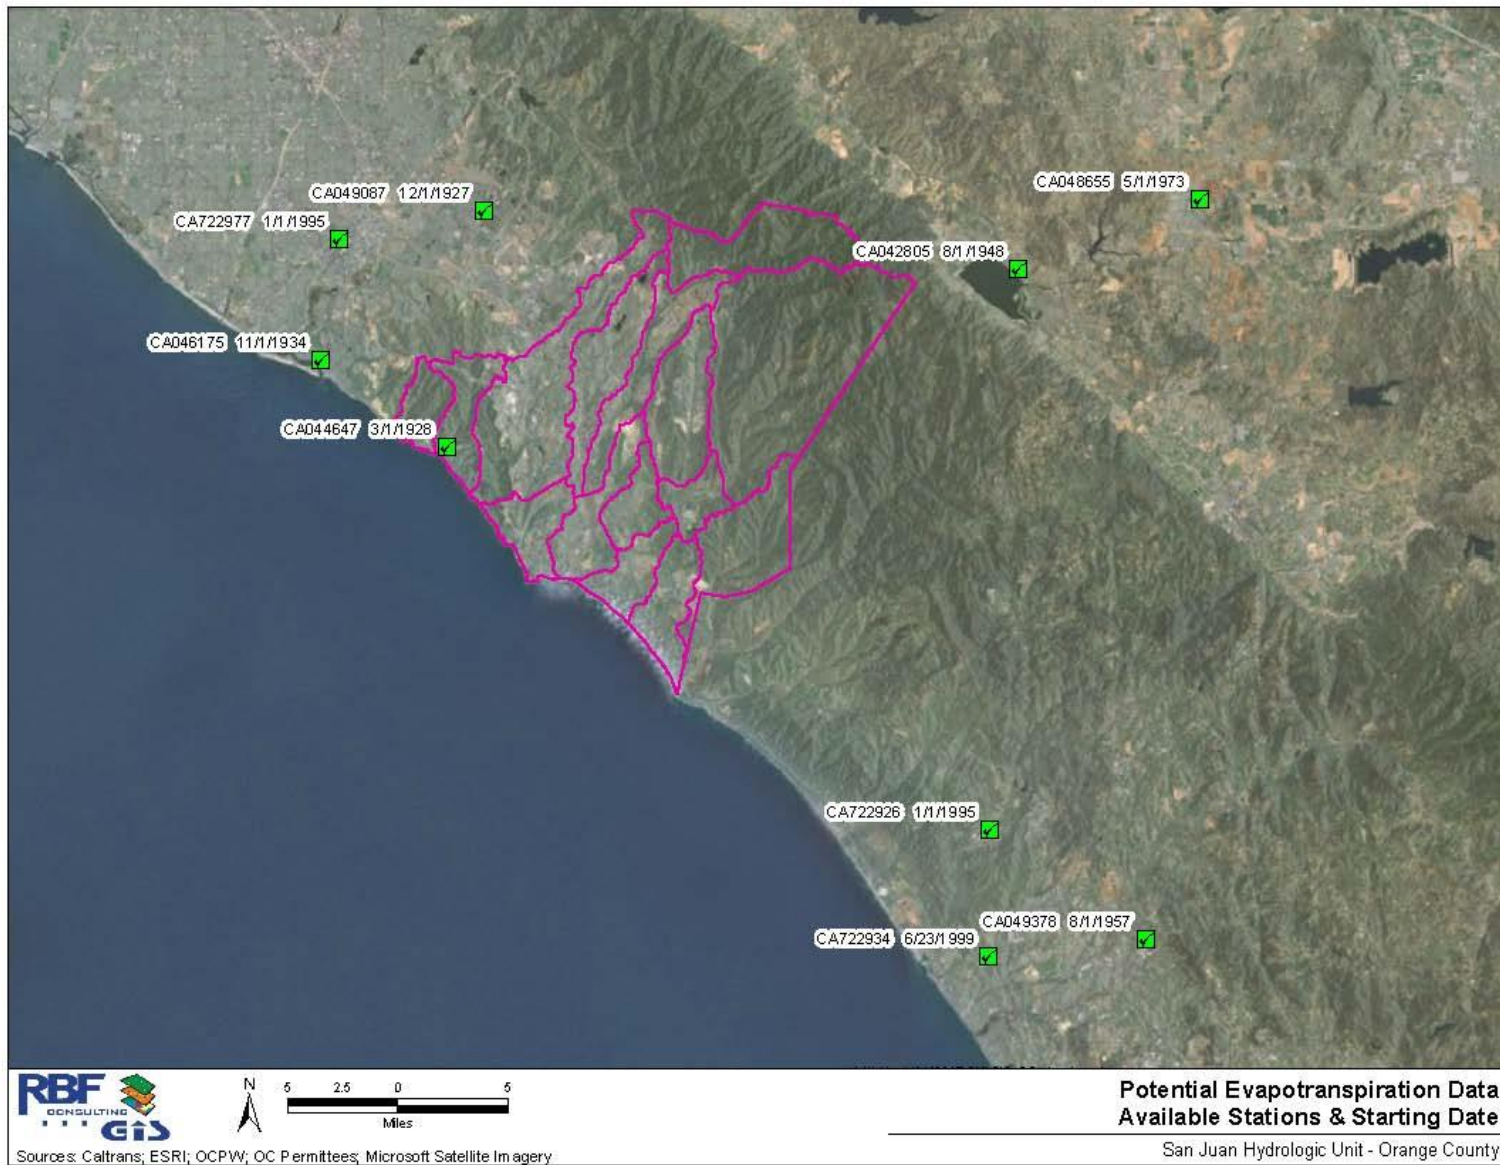 CA049087 12/1/1927
CA048655 5/1/1973
CA722977 1/1/1995
CA042805 8/1/1948
CA046175 11/1/1934
CA044647 3/1/1928
CA722926 1/1/1995
CA049378 8/1/1957
CA722934 6/23/1999
RBF
CONSULTING
GIS
N
5 2.5 0 5
Miles
Sources: Caltrans; ESRI; OCPW; OC Permittees; Microsoft Satellite Imagery
Potential Evapotranspiration Data
Available Stations & Starting Date
San Juan Hydrologic Unit - Orange County